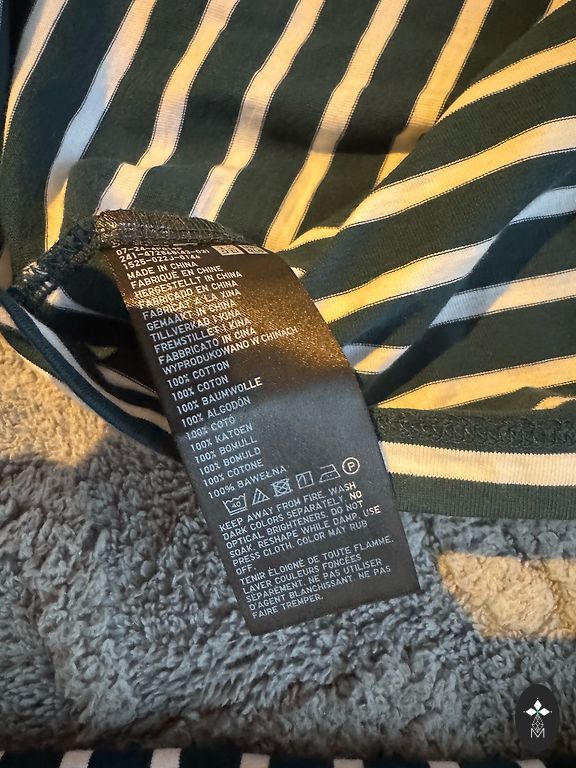 MADE IN CHINA
FABRIQUÉ EN CHINE
HERGESTELLT IN CHINA
FABRICADO EN CHINA
FABRICAT A LA XINA
GEMAAKT IN CHINA
TILLVERKAD I KINA
FREMSTILLET I KINA
FABBRICATO IN CINA
WYPRODUKOWANO W CHINACH
100% COTTON
100% COTON
100% BAUMWOLLE
100% ALGODÓN
100% COTÓ
100% KATOEN
100% BOMULL
100% BOMULD
100% COTONE
100% BAWEŁNA
40 P
KEEP AWAY FROM FIRE. WASH
DARK COLORS SEPARATELY. NO
OPTICAL BRIGHTENERS. DO NOT
SOAK. RESHAPE WHILE DAMP. USE
PRESS CLOTH. COLOR MAY RUB
OFF.
TENIR ÉLOIGNÉ DE TOUTE FLAMME.
LAVER COULEURS FONCÉES
SÉPAREMENT. NE PAS UTILISER
D'AGENT BLANCHISSANT. NE PAS
FAIRE TREMPER.
M